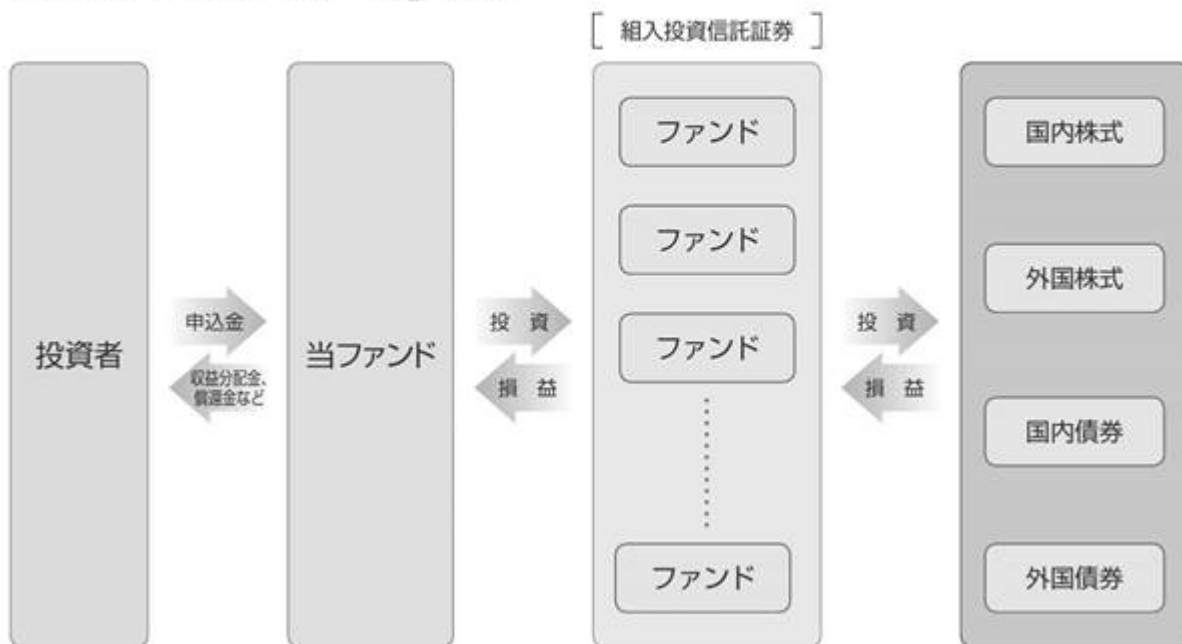 [ 組入投資信託証券 ]
投資者
申込金
収益分配金、
償還金など
当ファンド
投 資
損 益
ファンド
ファンド
ファンド
ファンド
投 資
損 益
国内株式
外国株式
国内債券
外国債券